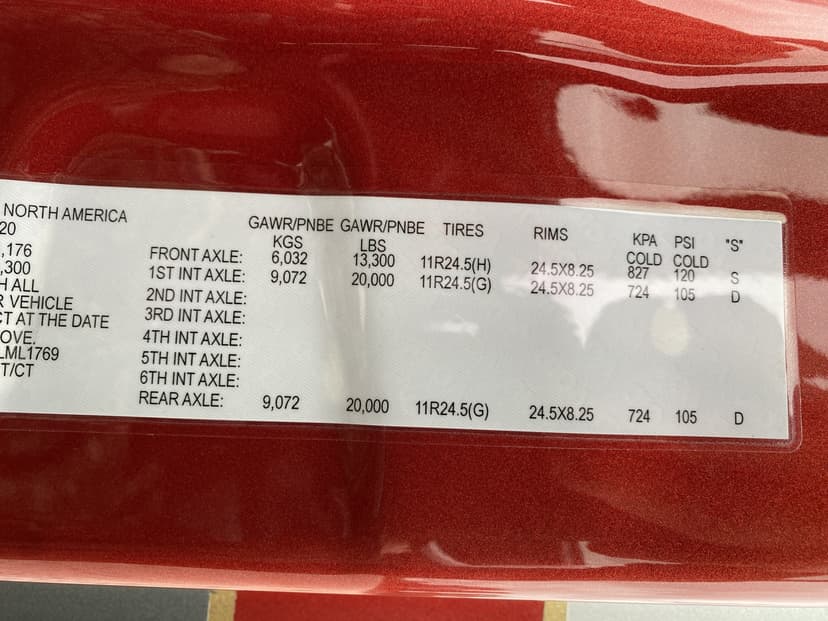 NORTH AMERICA
20
,176
,300
H ALL
R VEHICLE
CT AT THE DATE
OVE.
LML1769
T/CT
GAWR/PNBE GAWR/PNBE TIRES RIMS KPA PSI "S"
KGS LBS COLD COLD
FRONT AXLE: 6,032 13,300 11R24.5(H) 24.5X8.25 827 120 S
1ST INT AXLE: 9,072 20,000 11R24.5(G) 24.5X8.25 724 105 D
2ND INT AXLE:
3RD INT AXLE:
4TH INT AXLE:
5TH INT AXLE:
6TH INT AXLE:
REAR AXLE: 9,072 20,000 11R24.5(G) 24.5X8.25 724 105 D